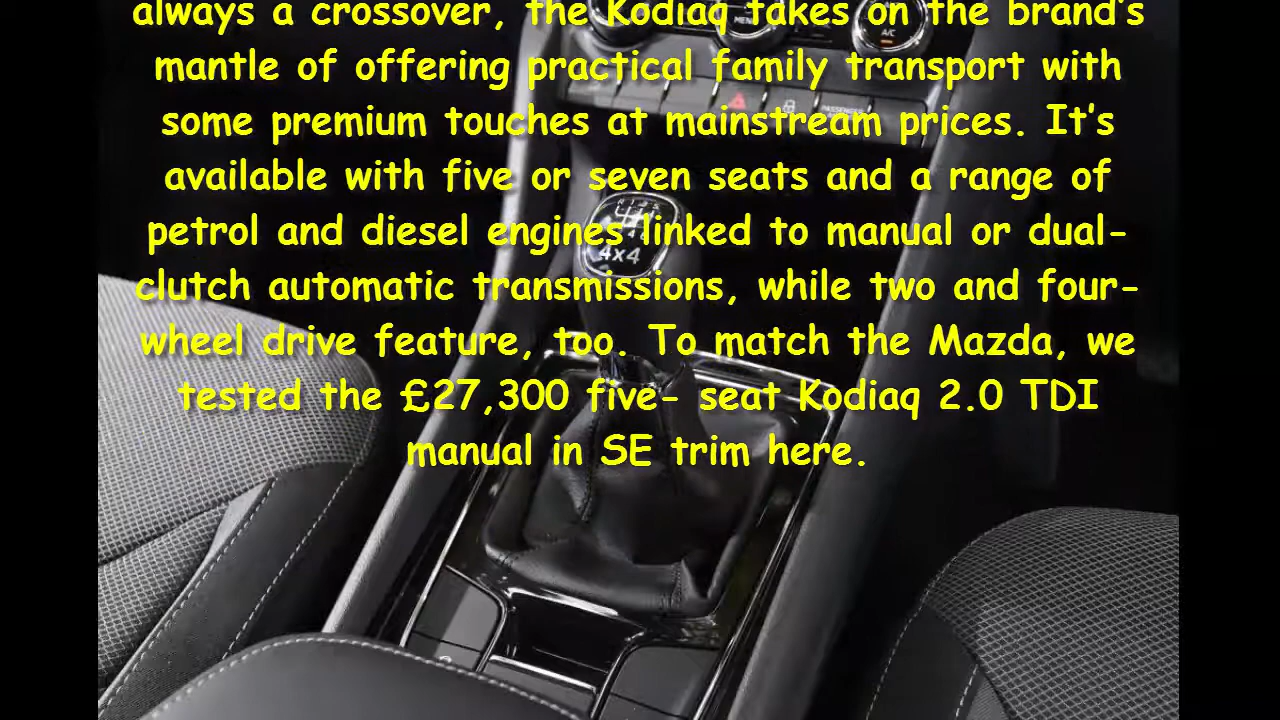 always a crossover, the Kodiaq takes on the brand's
mantle of offering practical family transport with
some premium touches at mainstream prices. It's
available with five or seven seats and a range of
petrol and diesel engines linked to manual or dual-
clutch automatic transmissions, while two and four-
wheel drive feature, too. To match the Mazda, we
tested the £27,300 five- seat Kodiaq 2.0 TDI
manual in SE trim here.
MENU
A/C
PASSENGER
4x4